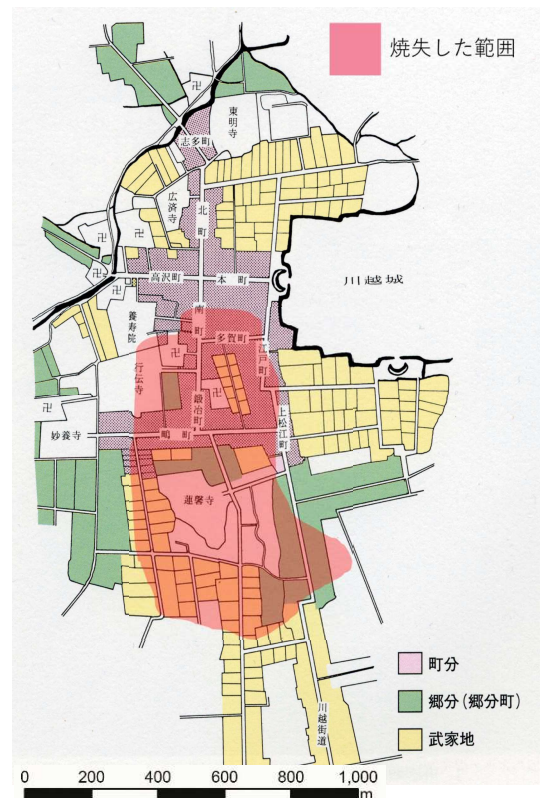 焼失した範囲
東明寺
志多町
広済寺
北町
高沢町
本町
川越城
養寿院
南町
多賀町
江戸町
行伝寺
鍛冶町
上松江町
妙養寺
鳴町
蓮馨寺
川越街道
町分
郷分(郷分町)
武家地
0 200 400 600 800 1,000
m